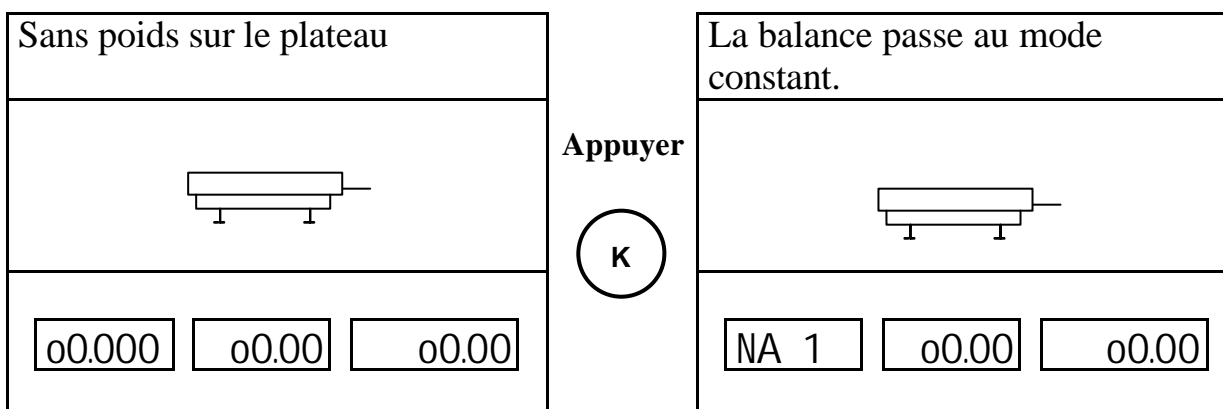 Sans poids sur le plateau
La balance passe au mode
constant.
Appuyer
K
o0.000 o0.00 o0.00
NA 1 o0.00 o0.00